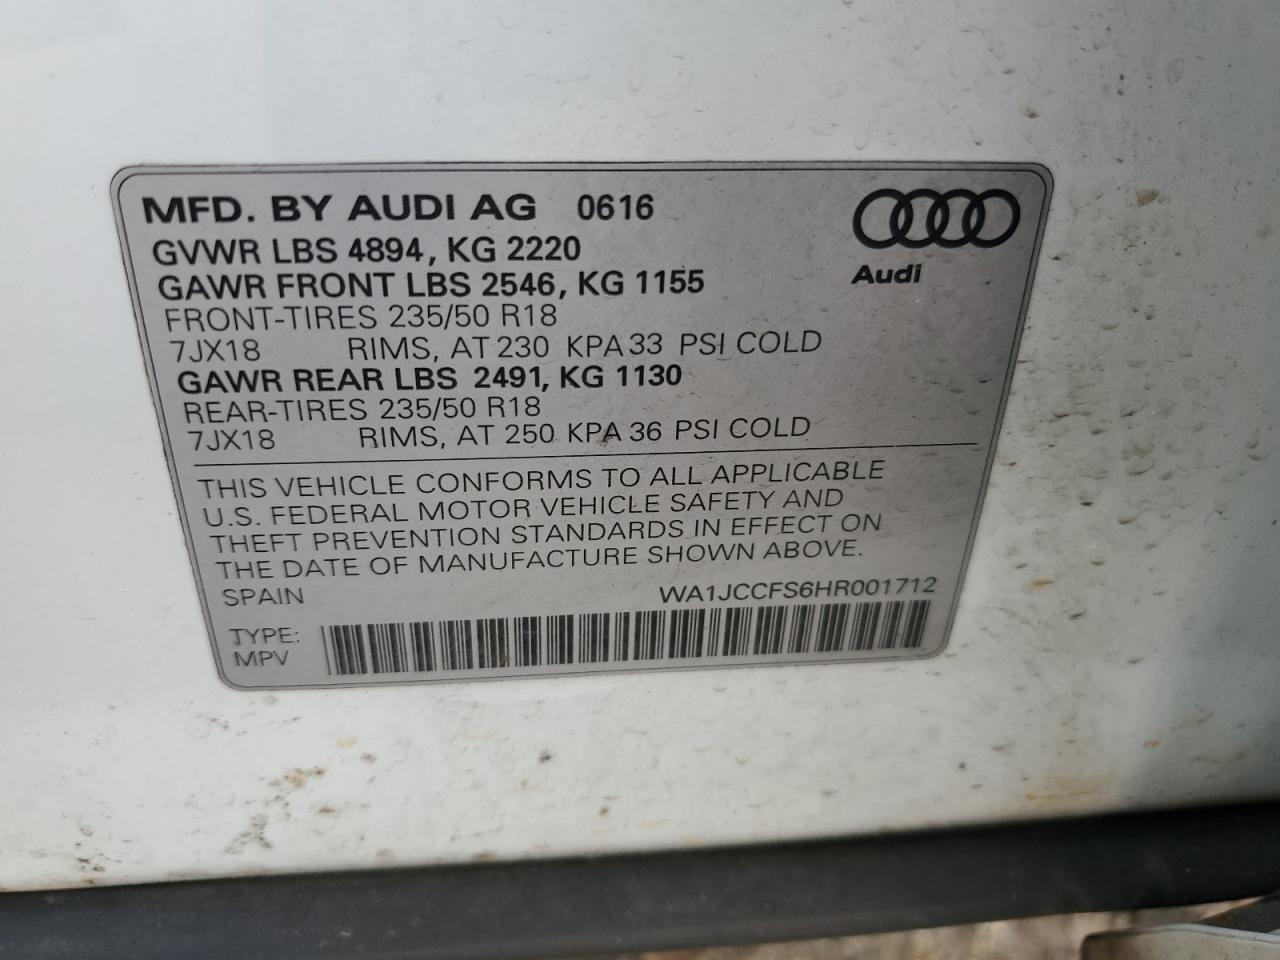 MFD. BY AUDI AG 0616
Audi
GVWR LBS 4894, KG 2220
GAWR FRONT LBS 2546, KG 1155
FRONT-TIRES 235/50 R18
7JX18 RIMS, AT 230 KPA 33 PSI COLD
GAWR REAR LBS 2491, KG 1130
REAR-TIRES 235/50 R18
7JX18 RIMS, AT 250 KPA 36 PSI COLD
THIS VEHICLE CONFORMS TO ALL APPLICABLE
U.S. FEDERAL MOTOR VEHICLE SAFETY AND
THEFT PREVENTION STANDARDS IN EFFECT ON
THE DATE OF MANUFACTURE SHOWN ABOVE.
SPAIN WA1JCCFS6HR001712
TYPE:
MPV